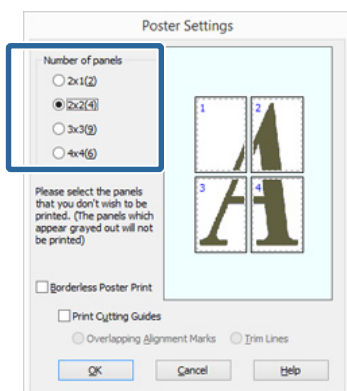 Poster Settings
Number of panels
2x1(2)
2x2(4)
3x3(9)
4x4(6)
1
2
3
4
A
Please select the panels
that you don't wish to be
printed. (The panels which
appear grayed out will not
be printed)
Borderless Poster Print
Print Cutting Guides
Overlapping Alignment Marks
Trim Lines
OK
Cancel
Help